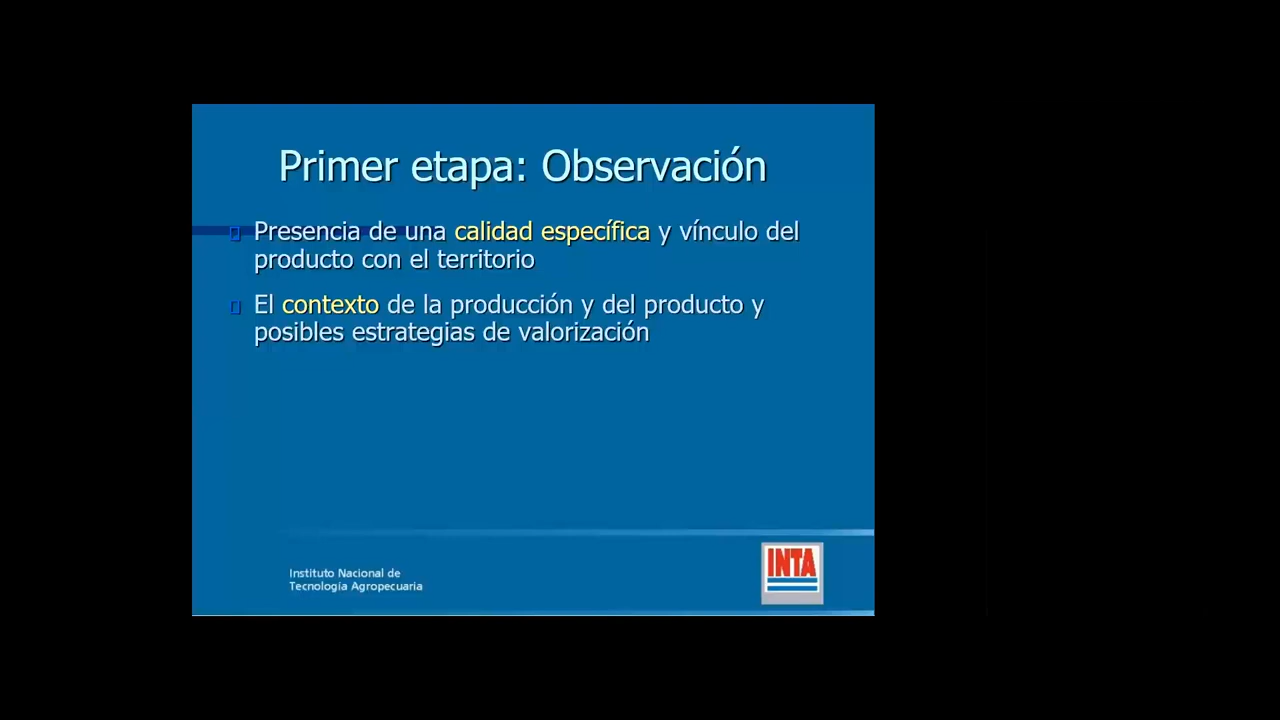 Primer etapa: Observación
Presencia de una calidad específica y vínculo del
producto con el territorio
El contexto de la producción y del producto y
posibles estrategias de valorización
Instituto Nacional de
Tecnología Agropecuaria
INTA